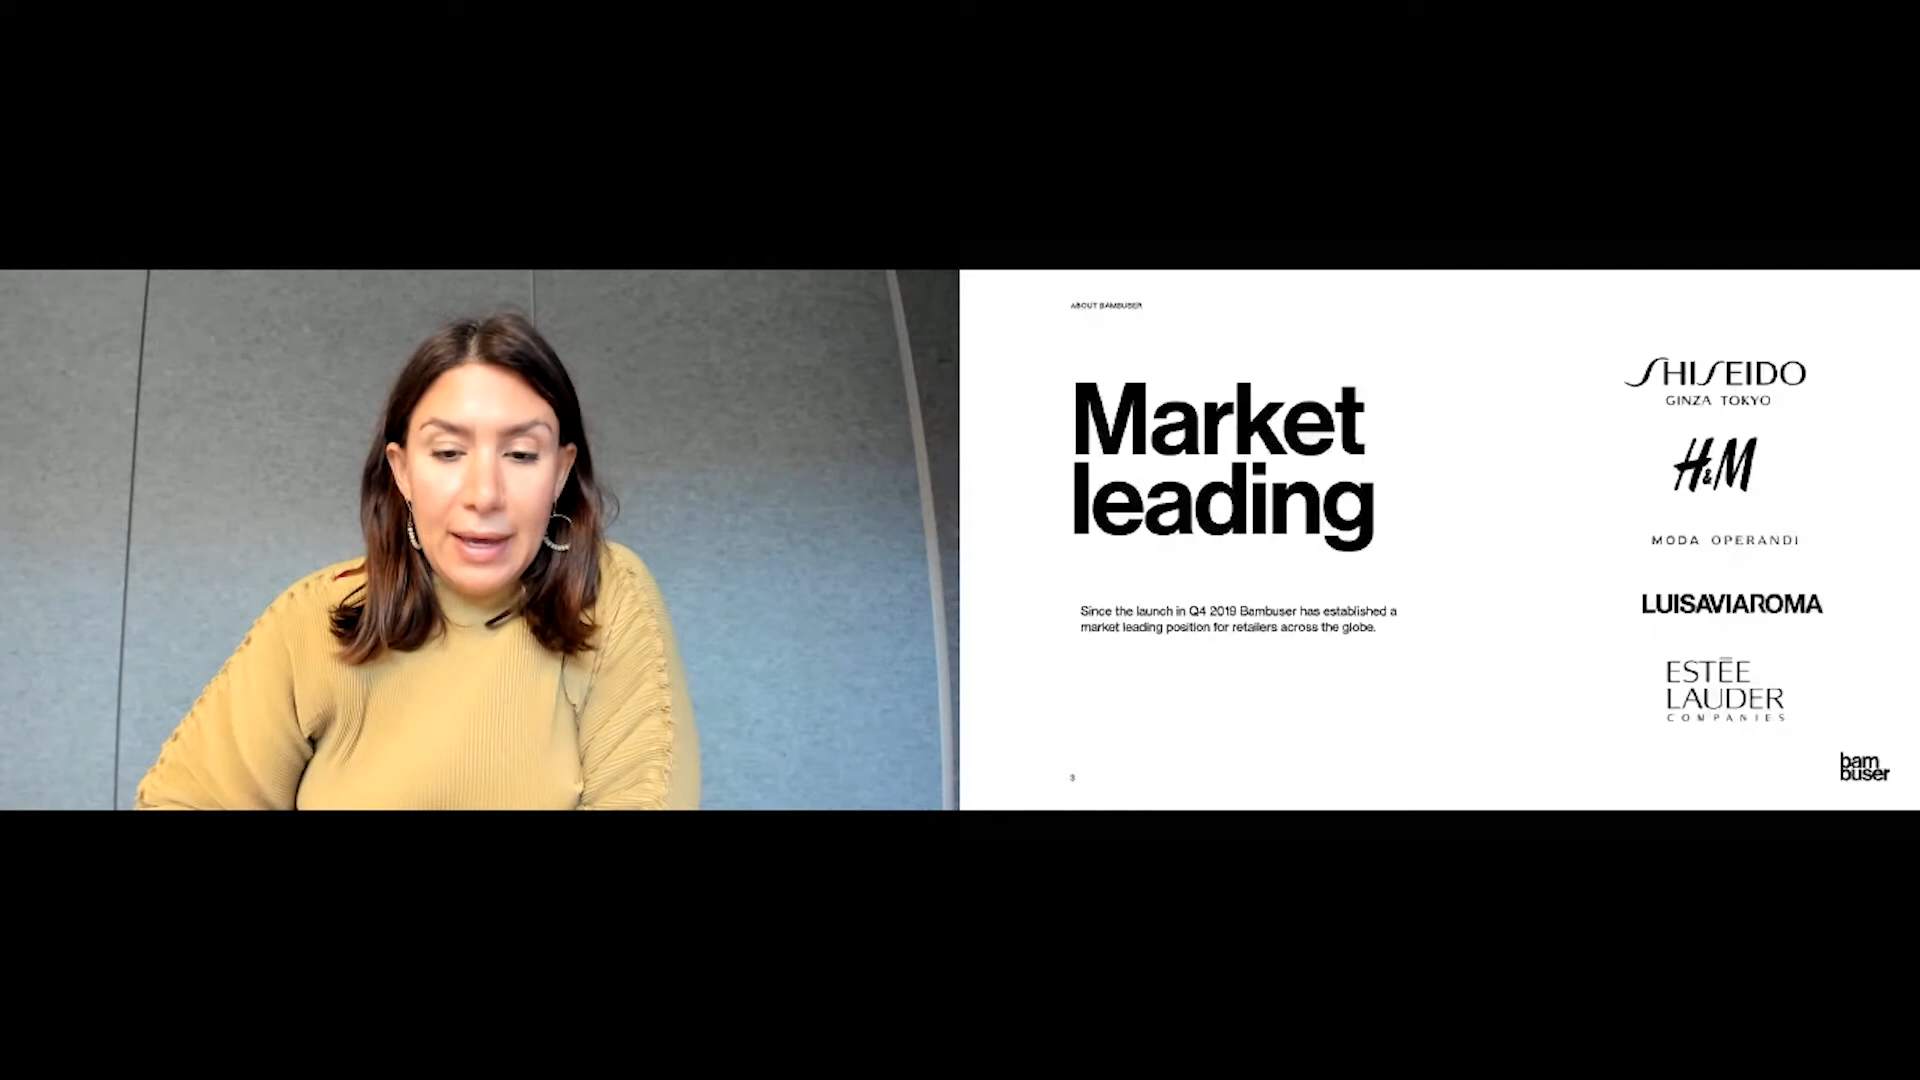 ABOUT BAMBUSER
Market
leading
Since the launch in Q4 2019 Bambuser has established a
market leading position for retailers across the globe.
SHISEIDO
GINZA TOKYO
H&M
MODA OPERANDI
LUISAVIAROMA
ESTĒE
LAUDER
COMPANIES
3
bam
buser